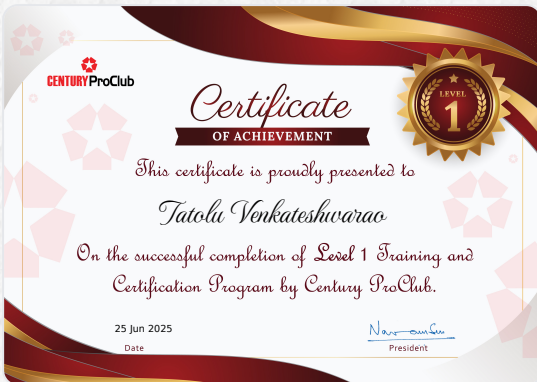 CENTURY ProClub
Certificate
OF ACHIEVEMENT
LEVEL
1
This certificate is proudly presented to
Tatolu Venkateshwarao
On the successful completion of Level 1 Training and
Certification Program by Century ProClub.
25 Jun 2025
Date
President